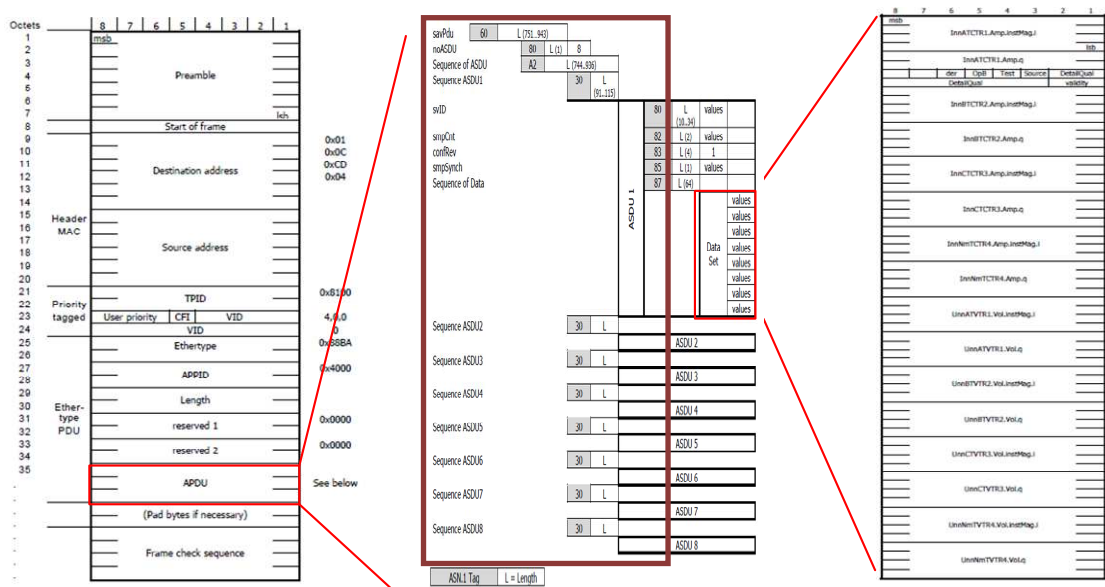 Octets
8 7 6 5 4 3 2 1
1 msb
2
3
4 Preamble
5
6
7
8 Start of frame
9 0x01
10 0x0C
11 Destination address 0xCD
12 0x04
13
14
15 Header
16 MAC
17
18 Source address
19
20
21 TPID 0x8100
22 Priority
23 tagged User priority CFI VID 4,0,0
24 VID 0
25 Ethertype 0x88BA
26
27 APPID 0x4000
28
29 Length
30 Ether-
31 type reserved 1 0x0000
32 PDU
33 reserved 2 0x0000
34
35
APDU See below
(Pad bytes if necessary)
Frame check sequence
savPdu 60 L (751..943)
noASDU 80 L (1) 8
Sequence of ASDU A2 L (744..936)
Sequence ASDU1 30 L
(91..115)
svID 80 L values
(10..34)
smpCnt 82 L (2) values
confRev 83 L (4) 1
smpSynch 85 L (1) values
Sequence of Data 87 L (64)
ASDU 1
Data
Set
values
values
values
values
values
values
values
values
Sequence ASDU2 30 L
ASDU 2
Sequence ASDU3 30 L
ASDU 3
Sequence ASDU4 30 L
ASDU 4
Sequence ASDU5 30 L
ASDU 5
Sequence ASDU6 30 L
ASDU 6
Sequence ASDU7 30 L
ASDU 7
Sequence ASDU8 30 L
ASDU 8
ASN.1 Tag L = Length
8 7 6 5 4 3 2 1
msb
InnATCTR1.Amp.instMag.i
lsb
InnATCTR1.Amp.q
der OpB Test Source DetailQual
DetailQual validity
InnBTCTR2.Amp.instMag.i
InnBTCTR2.Amp.q
InnCTCTR3.Amp.instMag.i
InnCTCTR3.Amp.q
InnNmTCTR4.Amp.instMag.i
InnNmTCTR4.Amp.q
UnnATVTR1.Vol.instMag.i
UnnATVTR1.Vol.q
UnnBTVTR2.Vol.instMag.i
UnnBTVTR2.Vol.q
UnnCTVTR3.Vol.instMag.i
UnnCTVTR3.Vol.q
UnnNmTVTR4.Vol.instMag.i
UnnNmTVTR4.Vol.q